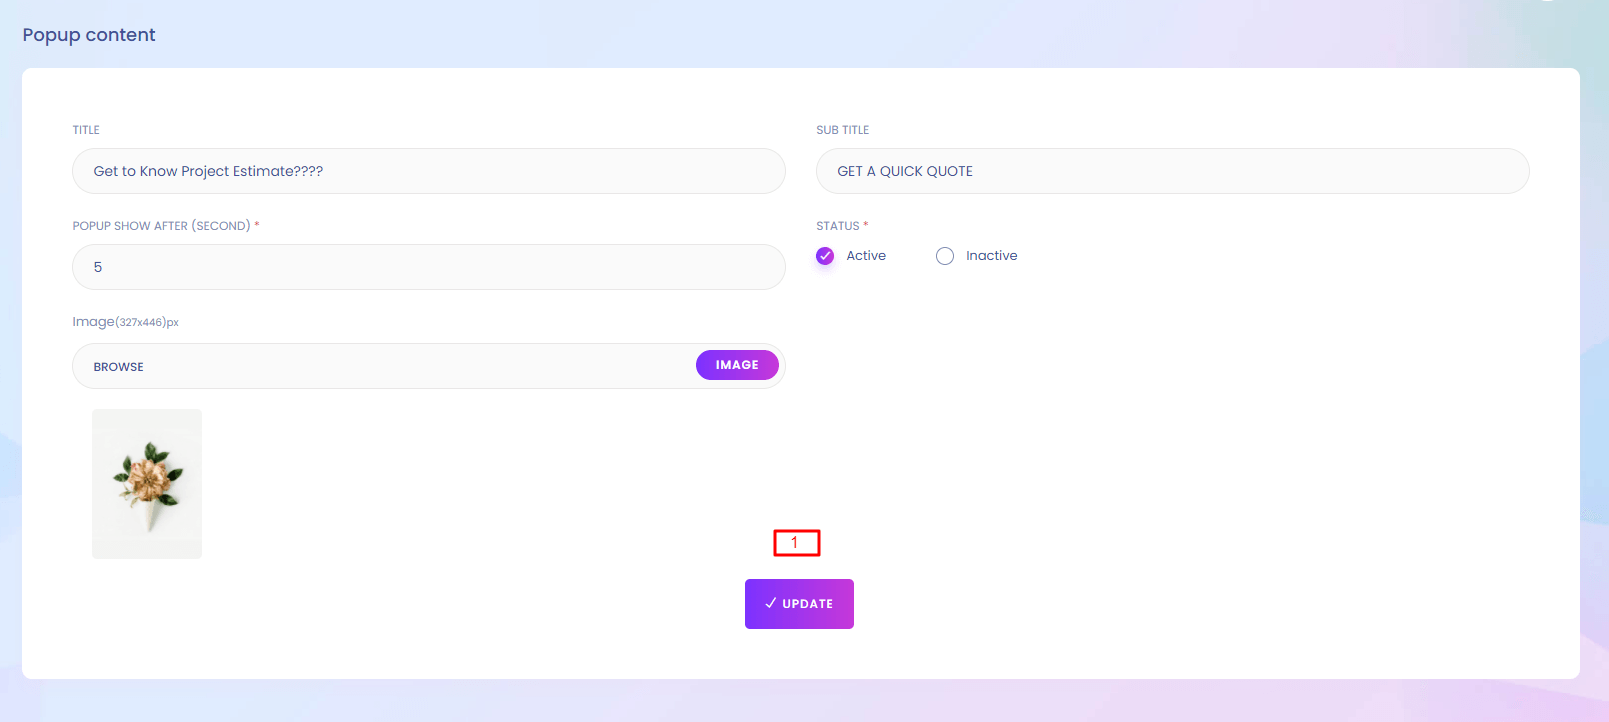 Popup content
TITLE
SUB TITLE
Get to Know Project Estimate????
GET A QUICK QUOTE
POPUP SHOW AFTER (SECOND) *
STATUS *
5
Active
Inactive
Image(327x446)px
BROWSE
IMAGE
1
UPDATE